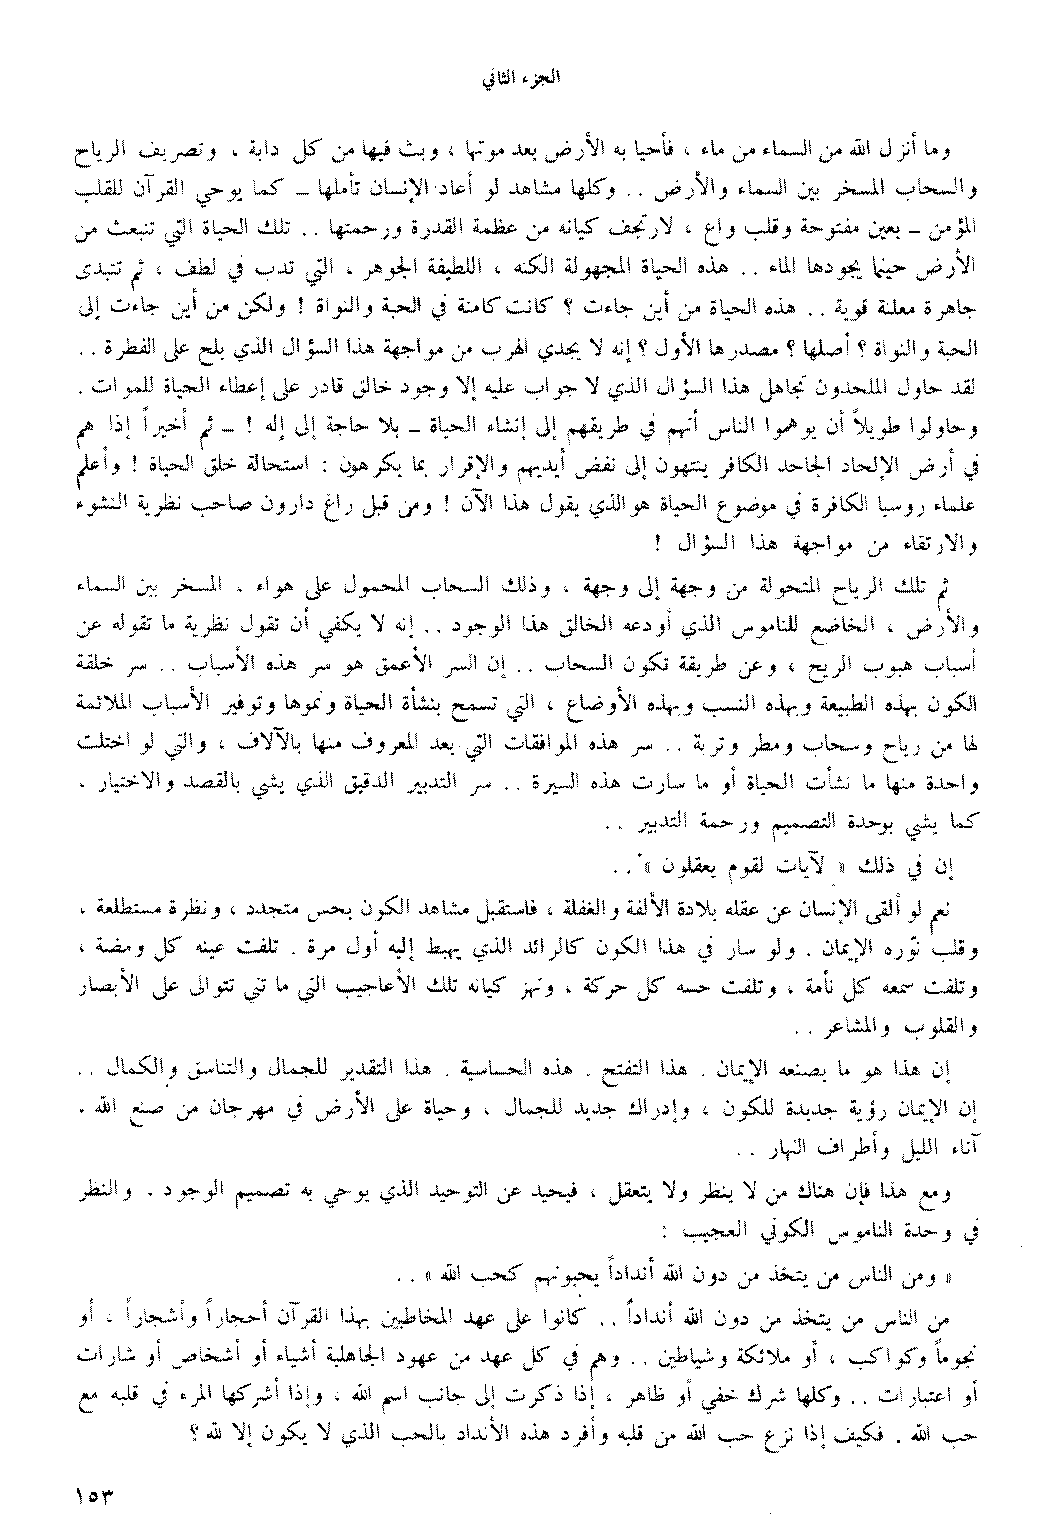 الجزء الثاني
وما أنزل الله من السماء من ماء ، فأحيا به الأرض بعد موتها ، وبث فيها من كل دابة ، وتصريف الرياح
والسحاب المسخر بين السماء والأرض .. وكلها مشاهد لو أعاد الإنسان تأملها – كما يوحي القرآن للقلب
المؤمن – بعين مفتوحة وقلب واع ، لارتجف كيانه من عظمة القدرة ورحمتها .. تلك الحياة التي تنبعث من
الأرض حينما يجودها الماء .. هذه الحياة المجهولة الكنه ، اللطيفة الجوهر ، التي تدب في لطف ، ثم تتبدى
جاهرة معلنة قوية .. هذه الحياة من أين جاءت ؟ كانت كامنة في الحبة والنواة ! ولكن من أين جاءت إلى
الحبة والنواة ؟ أصلها ؟ مصدرها الأول ؟ إنه لا يجدي الهرب من مواجهة هذا السؤال الذي يلح على الفطرة ..
لقد حاول الملحدون تجاهل هذا السؤال الذي لا جواب عليه إلا وجود خالق قادر على إعطاء الحياة للموات .
وحاولوا طويلاً أن يوهموا الناس أنهم في طريقهم إلى إنشاء الحياة – بلا حاجة إلى إله ! – ثم أخيراً إذا هم
في أرض الإلحاد الجاحد الكافر ينتهون إلى نفض أيديهم والإقرار بما يكرهون : استحالة خلق الحياة ! وأعلم
علماء روسيا الكافرة في موضوع الحياة هو الذي يقول هذا الآن ! ومن قبل راغ دارون صاحب نظرية النشوء
والارتقاء من مواجهة هذا السؤال !
ثم تلك الرياح المتحولة من وجهة إلى وجهة ، وذلك السحاب المحمول على هواء ، المسخر بين السماء
والأرض ، الخاضع للناموس الذي أودعه الخالق هذا الوجود .. إنه لا يكفي أن تقول نظرية ما تقوله عن
أسباب هبوب الريح ، وعن طريقة تكون السحاب .. إن السر الأعمق هو سر هذه الأسباب .. سر خلقة
الكون بهذه الطبيعة وبهذه النسب وبهذه الأوضاع ، التي تسمح بنشأة الحياة ونموها وتوفير الأسباب الملائمة
لها من رياح وسحاب ومطر وتربة .. سر هذه الموافقات التي يعد المعروف منها بالآلاف ، والتي لو اختلت
واحدة منها ما نشأت الحياة أو ما سارت هذه السيرة .. سر التدبير الدقيق الذي يشي بالقصد والاختيار ،
كما يشي بوحدة التصميم ورحمة التدبير ..
إن في ذلك « لآيات لقوم يعقلون » ..
نعم لو ألقى الإنسان عن عقله بلادة الألفة والغفلة ، فاستقبل مشاهد الكون بحس متجدد ، ونظرة مستطلعة ،
وقلب نوّره الإيمان . ولو سار في هذا الكون كالرائد الذي يهبط إليه أول مرة . تلفت عينه كل ومضة ،
وتلفت سمعه كل نأمة ، وتلفت حسه كل حركة ، وتهز كيانه تلك الأعاجيب التي ما تني تتوالى على الأبصار
والقلوب والمشاعر ..
إن هذا هو ما يصنعه الإيمان . هذا التفتح . هذه الحساسية . هذا التقدير للجمال والتناسق والكمال ..
إن الإيمان رؤية جديدة للكون ، وإدراك جديد للجمال ، وحياة على الأرض في مهرجان من صنع الله .
آناء الليل وأطراف النهار ..
ومع هذا فإن هناك من لا ينظر ولا يتعقل ، فيحيد عن التوحيد الذي يوحي به تصميم الوجود . والنظر
في وحدة الناموس الكوني العجيب :
« ومن الناس من يتخذ من دون الله أنداداً يحبونهم كحب الله » ..
من الناس من يتخذ من دون الله أنداداً .. كانوا على عهد المخاطبين بهذا القرآن أحجاراً وأشجاراً ، أو
نجوماً وكواكب ، أو ملائكة وشياطين .. وهم في كل عهد من عهود الجاهلية أشياء أو أشخاص أو شارات
أو اعتبارات .. وكلها شرك خفي أو ظاهر ، إذا ذكرت إلى جانب اسم الله ، وإذا أشركها المرء في قلبه مع
حب الله . فكيف إذا نزع حب الله من قلبه وأفرد هذه الأنداد بالحب الذي لا يكون إلا لله ؟
١٥٣